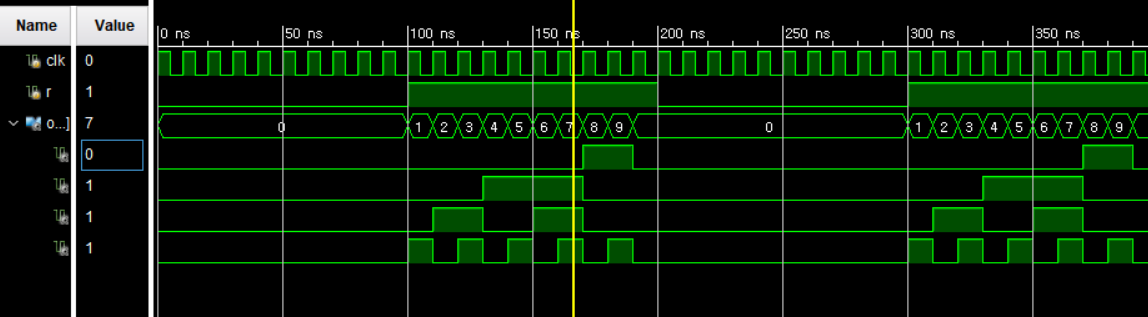 Name Value 0 ns 50 ns 100 ns 150 ns 200 ns 250 ns 300 ns 350 ns
clk 0
r 1
o...] 7 0 1 2 3 4 5 6 7 8 9 0 1 2 3 4 5 6 7 8 9
0
1
1
1